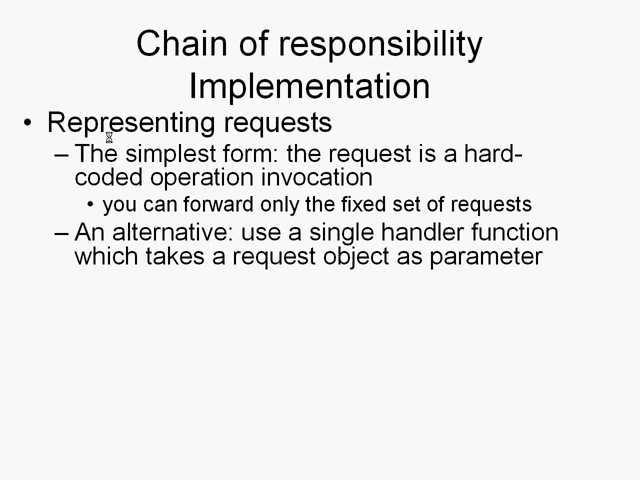 Chain of responsibility
Implementation
• Representing requests
– The simplest form: the request is a hard-
coded operation invocation
• you can forward only the fixed set of requests
– An alternative: use a single handler function
which takes a request object as parameter